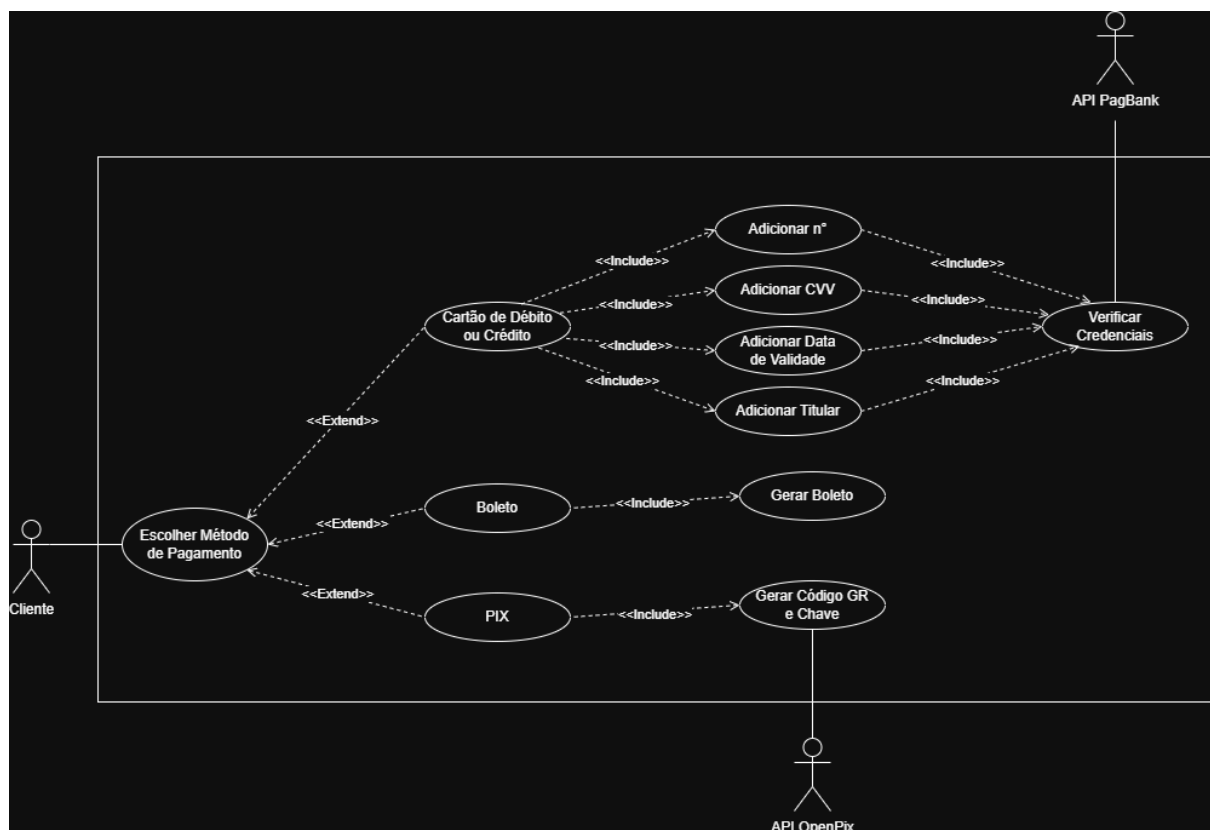 API PagBank
Adicionar n°
<<Include>>
<<Include>>
Adicionar CVV
<<Include>>
<<Include>>
Cartão de Débito
ou Crédito
Verificar
Credenciais
Adicionar Data
de Validade
<<Include>>
<<Include>>
<<Include>>
<<Include>>
Adicionar Titular
<<Extend>>
Boleto
<<Include>>
Gerar Boleto
<<Extend>>
Escolher Método
de Pagamento
Cliente
<<Extend>>
PIX
<<Include>>
Gerar Código GR
e Chave
API OpenPix